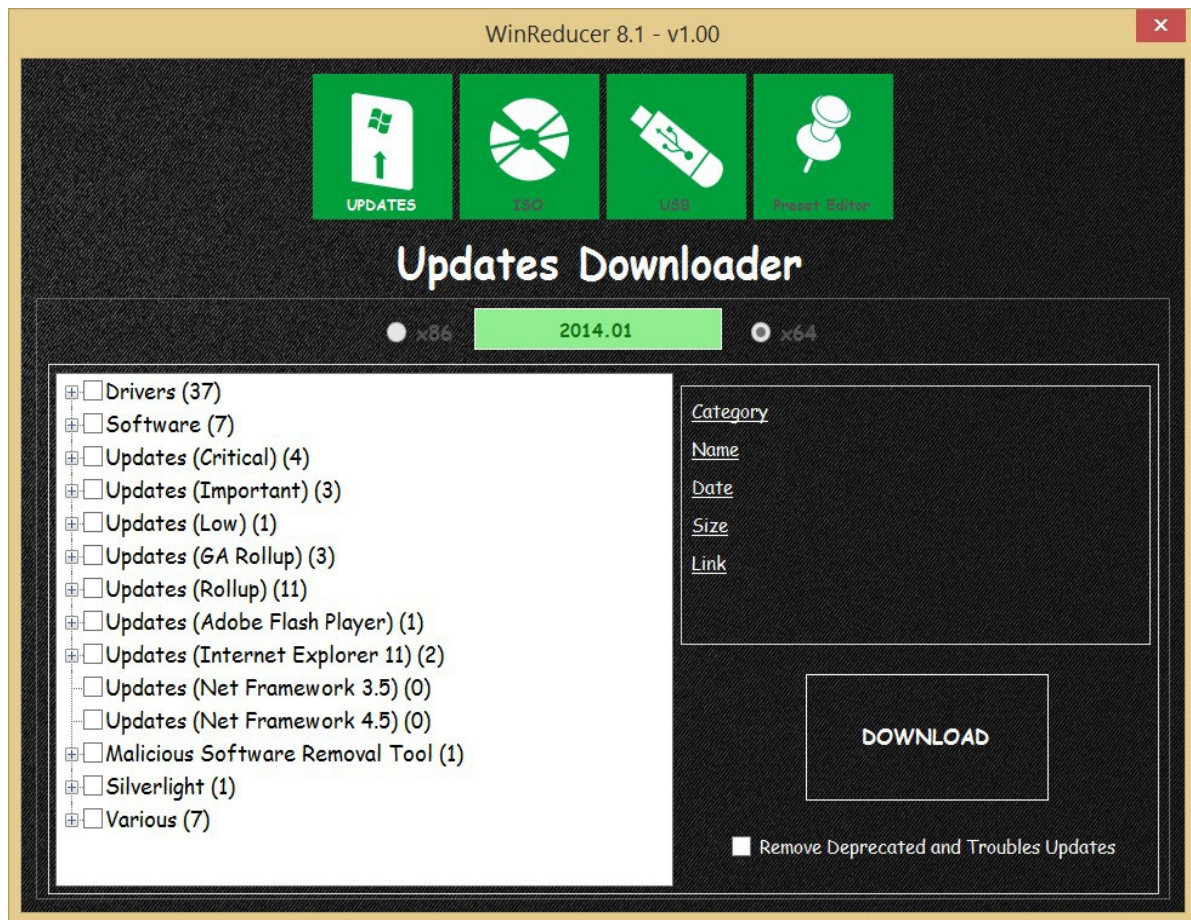 WinReducer 8.1 - v1.00
UPDATES
ISO
USB
Preset Editor
Updates Downloader
x86
2014.01
x64
Drivers (37)
Software (7)
Updates (Critical) (4)
Updates (Important) (3)
Updates (Low) (1)
Updates (GA Rollup) (3)
Updates (Rollup) (11)
Updates (Adobe Flash Player) (1)
Updates (Internet Explorer 11) (2)
Updates (Net Framework 3.5) (0)
Updates (Net Framework 4.5) (0)
Malicious Software Removal Tool (1)
Silverlight (1)
Various (7)
Category
Name
Date
Size
Link
DOWNLOAD
Remove Deprecated and Troubles Updates